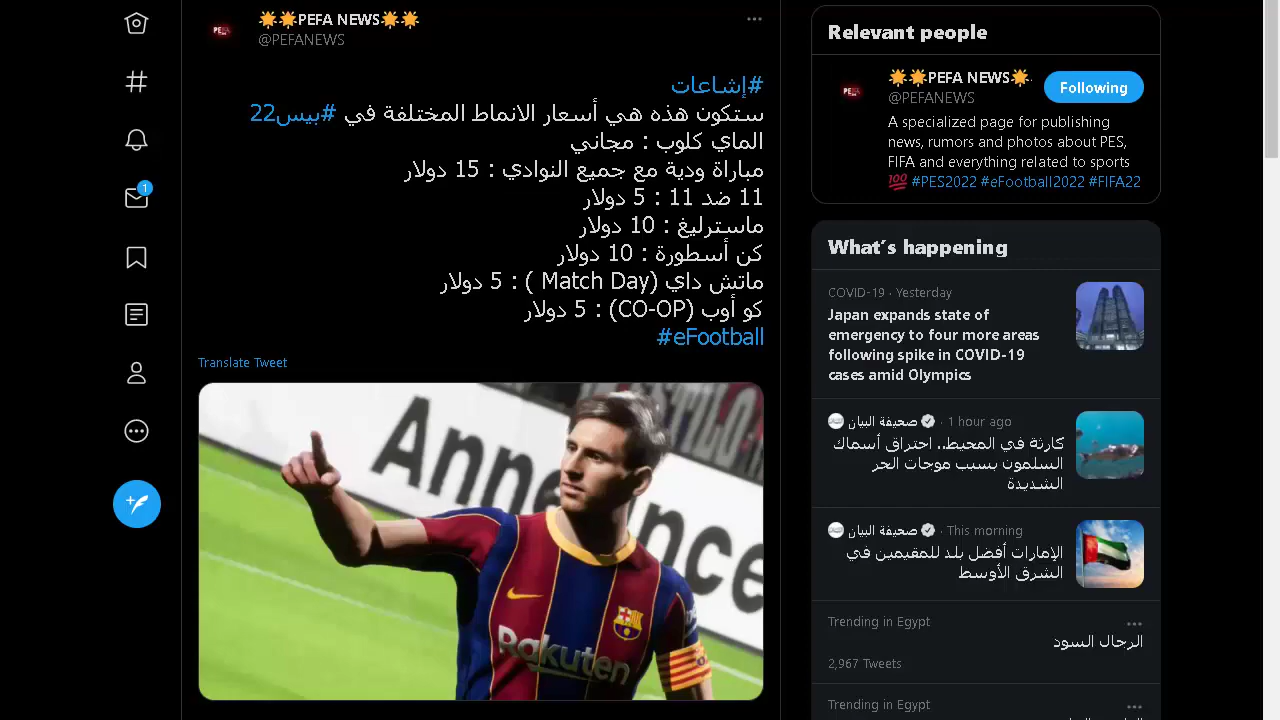 🌟🌟PEFA NEWS🌟🌟
@PEFANEWS
#إشاعات
ستكون هذه هي أسعار الانماط المختلفة في #بيس22
الماي كلوب : مجاني
مباراة ودية مع جميع النوادي : 15 دولار
11 ضد 11 : 5 دولار
ماسترليغ : 10 دولار
كن أسطورة : 10 دولار
ماتش داي (Match Day ) : 5 دولار
كو أوب (CO-OP) : 5 دولار
#eFootball
Translate Tweet
Rakuten
Relevant people
🌟🌟PEFA NEWS🌟
@PEFANEWS
Following
A specialized page for publishing
news, rumors and photos about PES,
FIFA and everything related to sports
💯 #PES2022 #eFootball2022 #FIFA22
What's happening
COVID-19 · Yesterday
Japan expands state of
emergency to four more areas
following spike in COVID-19
cases amid Olympics
صحيفة البيان · 1 hour ago
كارثة في المحيط.. احتراق أسماك
السلمون بسبب موجات الحر
الشديدة
صحيفة البيان · This morning
الإمارات أفضل بلد للمقيمين في
الشرق الأوسط
Trending in Egypt
الرجال السود
2,967 Tweets
Trending in Egypt
1
PEFA
PEFA